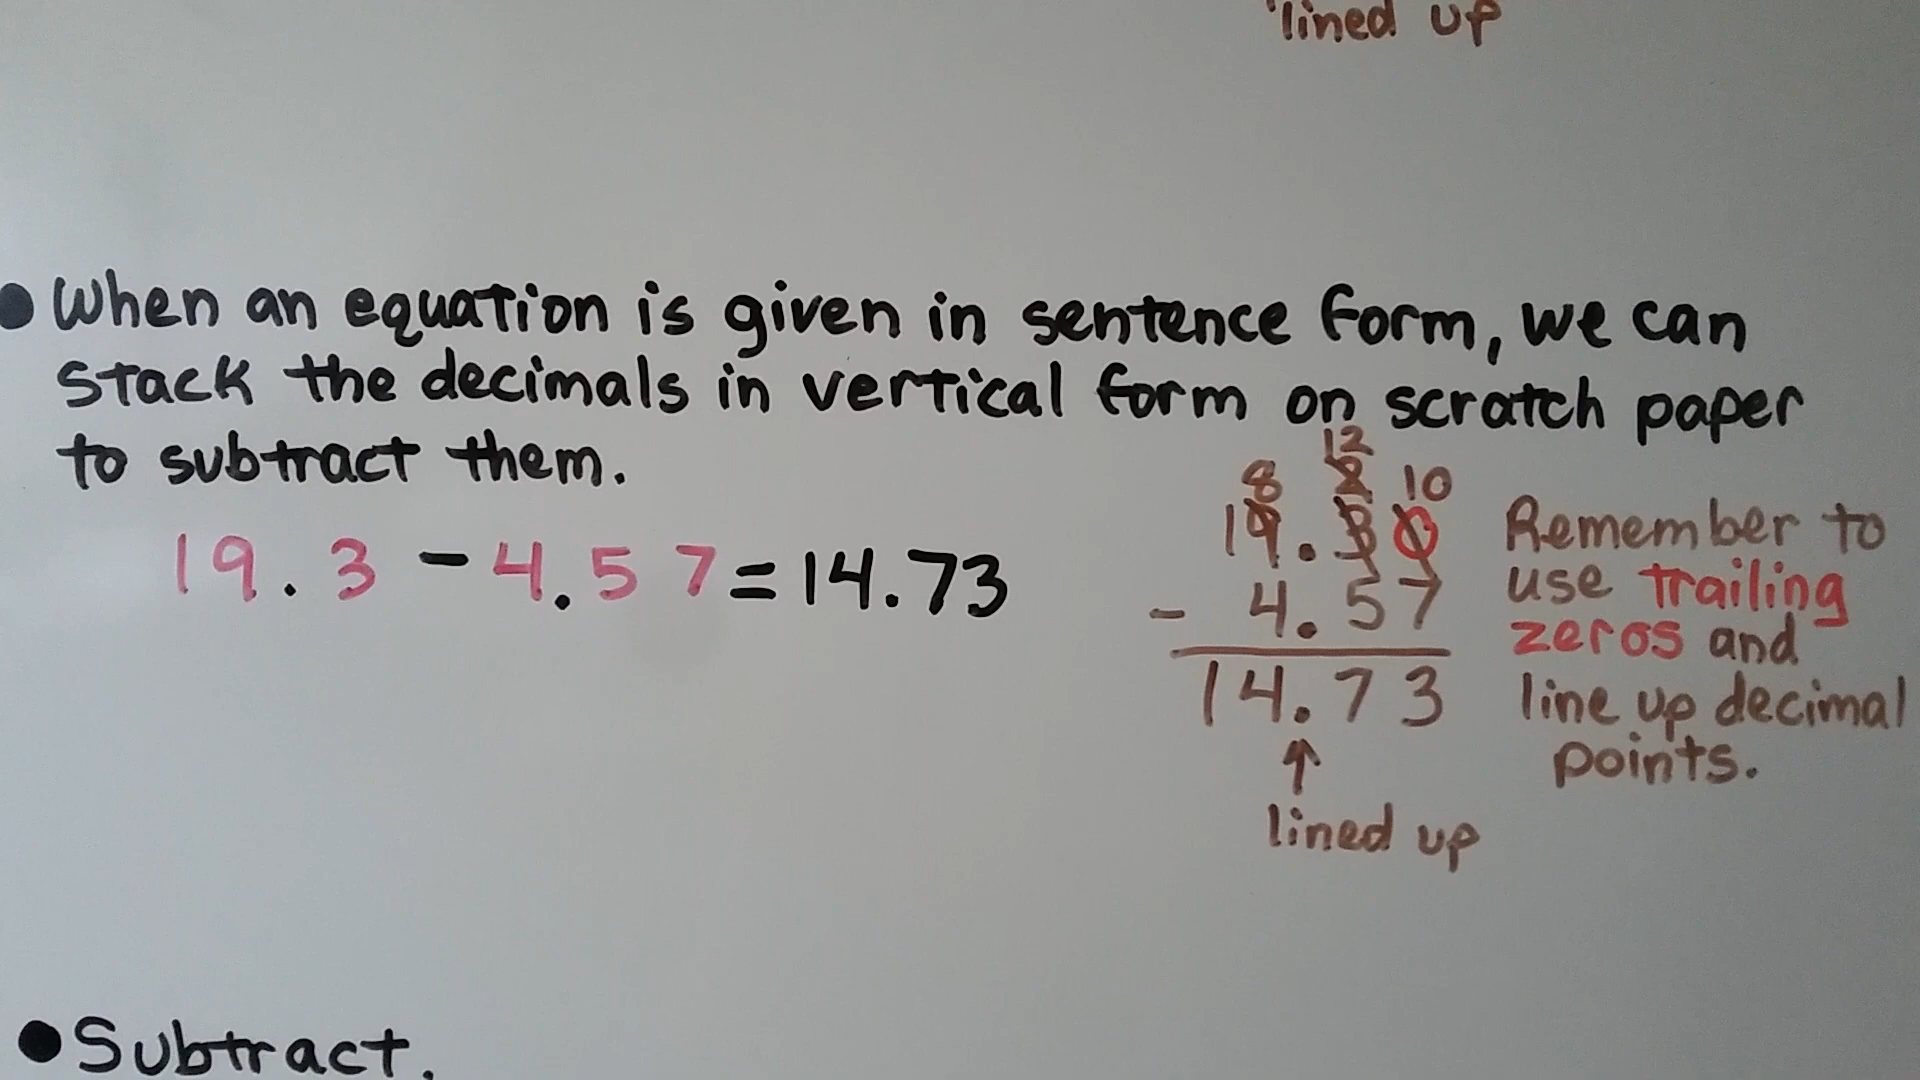 lined up
• When an equation is given in sentence form, we can
stack the decimals in vertical form on scratch paper
to subtract them.
19.3 - 4.57 = 14.73
12
8 2 10
19.30
- 4.57
14.73
↑
lined up
Remember to
use trailing
zeros and
line up decimal
points.
• Subtract.